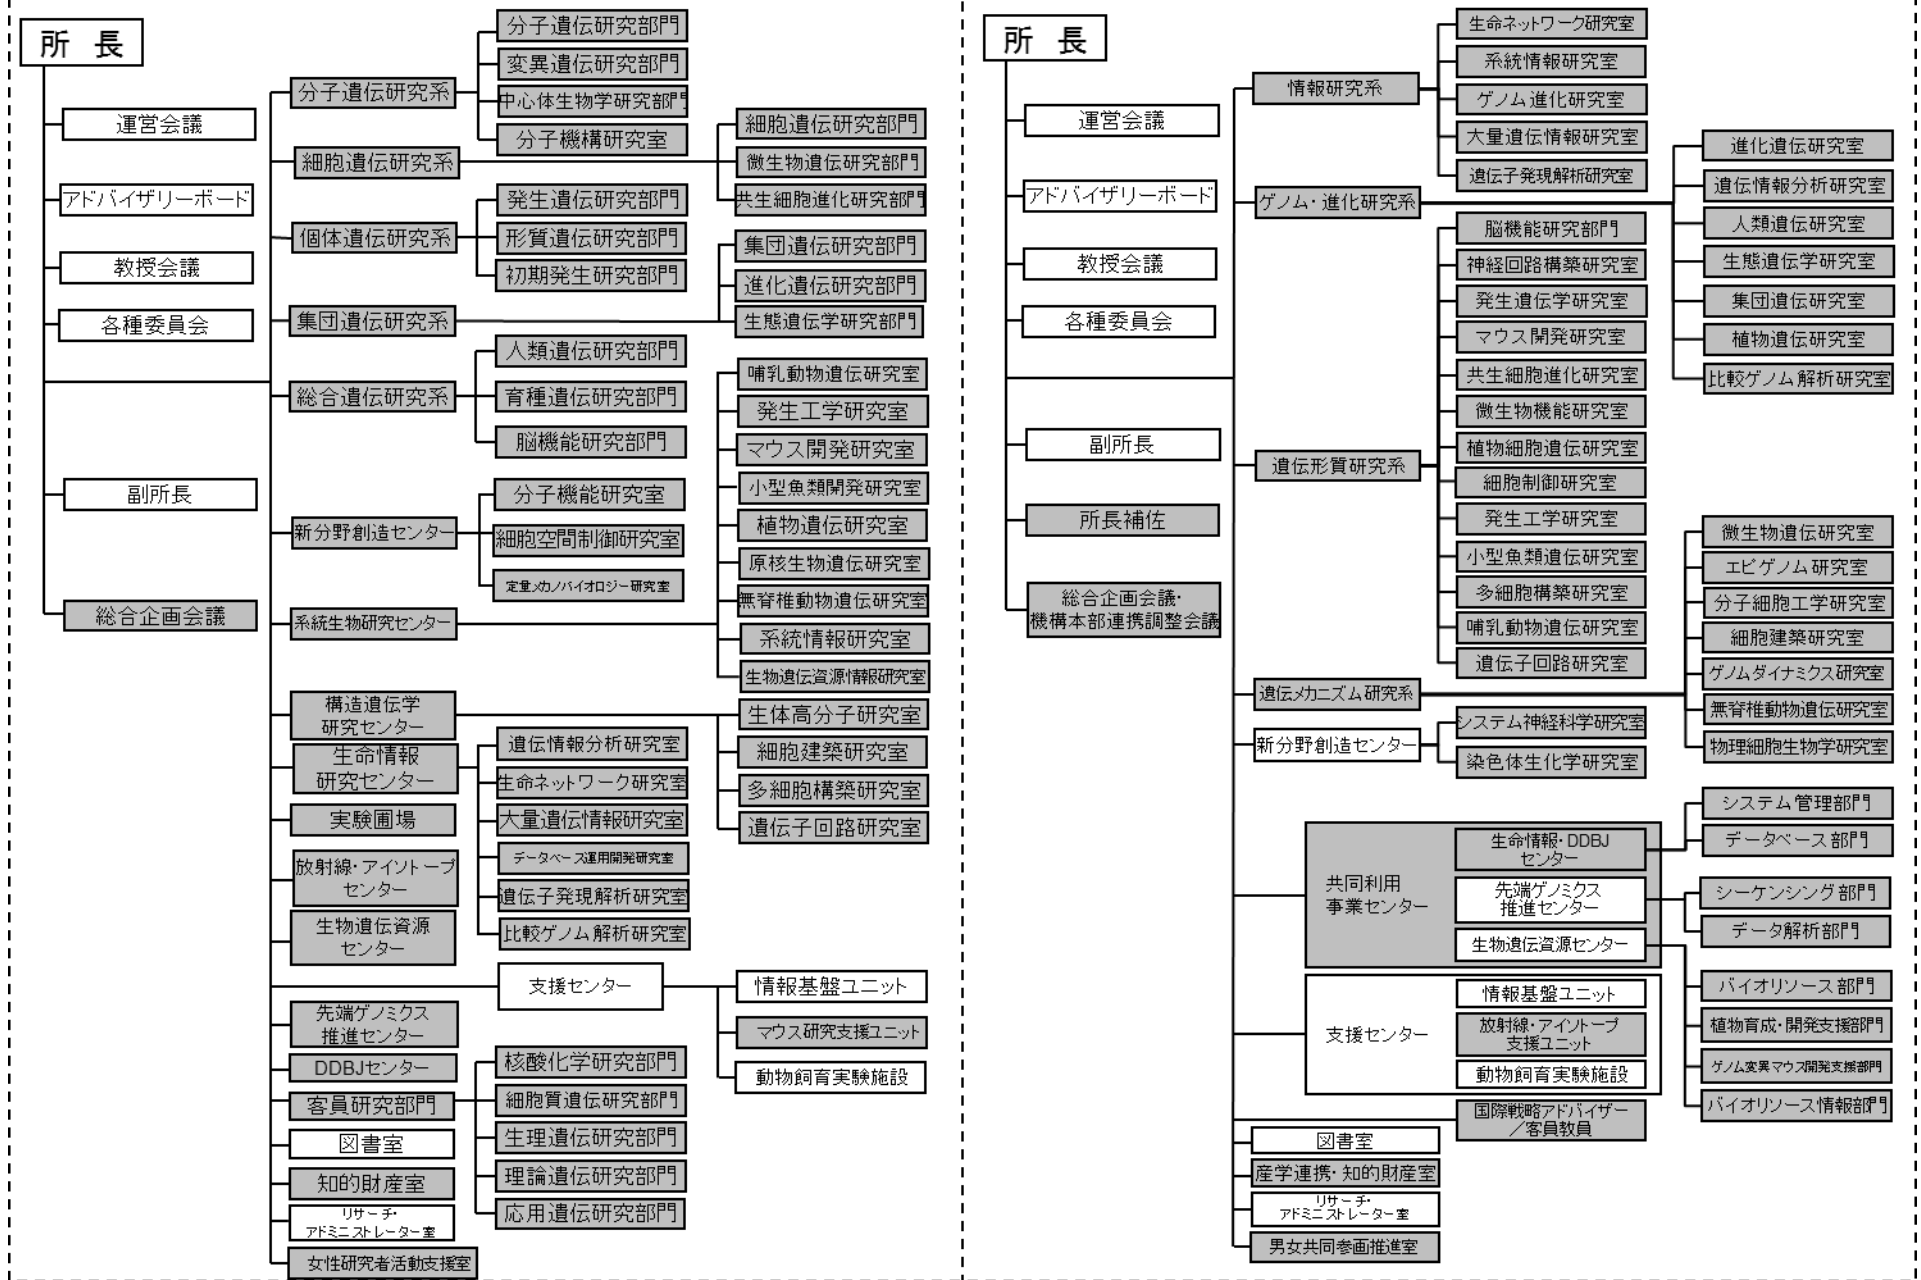 所 長
運営会議
アドバイザリーボード
教授会議
各種委員会
副所長
総合企画会議
分子遺伝研究系
分子遺伝研究部門
変異遺伝研究部門
中心体生物学研究部門
分子機構研究室
細胞遺伝研究系
細胞遺伝研究部門
微生物遺伝研究部門
共生細胞進化研究部門
個体遺伝研究系
発生遺伝研究部門
形質遺伝研究部門
初期発生研究部門
集団遺伝研究系
集団遺伝研究部門
進化遺伝研究部門
生態遺伝学研究部門
総合遺伝研究系
人類遺伝研究部門
育種遺伝研究部門
脳機能研究部門
新分野創造センター
分子機能研究室
細胞空間制御研究室
定量メカノバイオロジー研究室
系統生物研究センター
哺乳動物遺伝研究室
発生工学研究室
マウス開発研究室
小型魚類開発研究室
植物遺伝研究室
原核生物遺伝研究室
無脊椎動物遺伝研究室
系統情報研究室
生物遺伝資源情報研究室
構造遺伝学
研究センター
生体高分子研究室
細胞建築研究室
多細胞構築研究室
遺伝子回路研究室
生命情報
研究センター
遺伝情報分析研究室
生命ネットワーク研究室
大量遺伝情報研究室
データベース運用開発研究室
遺伝子発現解析研究室
比較ゲノム解析研究室
実験圃場
放射線・アイソトープ
センター
生物遺伝資源
センター
支援センター
情報基盤ユニット
マウス研究支援ユニット
動物飼育実験施設
先端ゲノミクス
推進センター
DDBJセンター
客員研究部門
核酸化学研究部門
細胞質遺伝研究部門
生理遺伝研究部門
理論遺伝研究部門
応用遺伝研究部門
図書室
知的財産室
リサーチ・
アドミニストレーター室
女性研究者活動支援室
所 長
運営会議
アドバイザリーボード
教授会議
各種委員会
副所長
所長補佐
総合企画会議・
機構本部連携調整会議
情報研究系
生命ネットワーク研究室
系統情報研究室
ゲノム進化研究室
大量遺伝情報研究室
遺伝子発現解析研究室
ゲノム・進化研究系
進化遺伝研究室
遺伝情報分析研究室
人類遺伝研究室
生態遺伝学研究室
集団遺伝研究室
植物遺伝研究室
比較ゲノム解析研究室
遺伝形質研究系
脳機能研究部門
神経回路構築研究室
発生遺伝学研究室
マウス開発研究室
共生細胞進化研究室
微生物機能研究室
植物細胞遺伝研究室
細胞制御研究室
発生工学研究室
小型魚類遺伝研究室
多細胞構築研究室
哺乳動物遺伝研究室
遺伝子回路研究室
遺伝メカニズム研究系
微生物遺伝研究室
エピゲノム研究室
分子細胞工学研究室
細胞建築研究室
ゲノムダイナミクス研究室
無脊椎動物遺伝研究室
物理細胞生物学研究室
新分野創造センター
システム神経科学研究室
染色体生化学研究室
共同利用
事業センター
生命情報・DDBJ
センター
システム管理部門
データベース部門
先端ゲノミクス
推進センター
シーケンシング部門
データ解析部門
生物遺伝資源センター
バイオリソース部門
植物育成・開発支援部門
ゲノム変異マウス開発支援部門
バイオリソース情報部門
支援センター
情報基盤ユニット
放射線・アイソトープ
支援ユニット
動物飼育実験施設
国際戦略アドバイザー
／客員教員
図書室
産学連携・知的財産室
リサーチ・
アドミニストレーター室
男女共同参画推進室